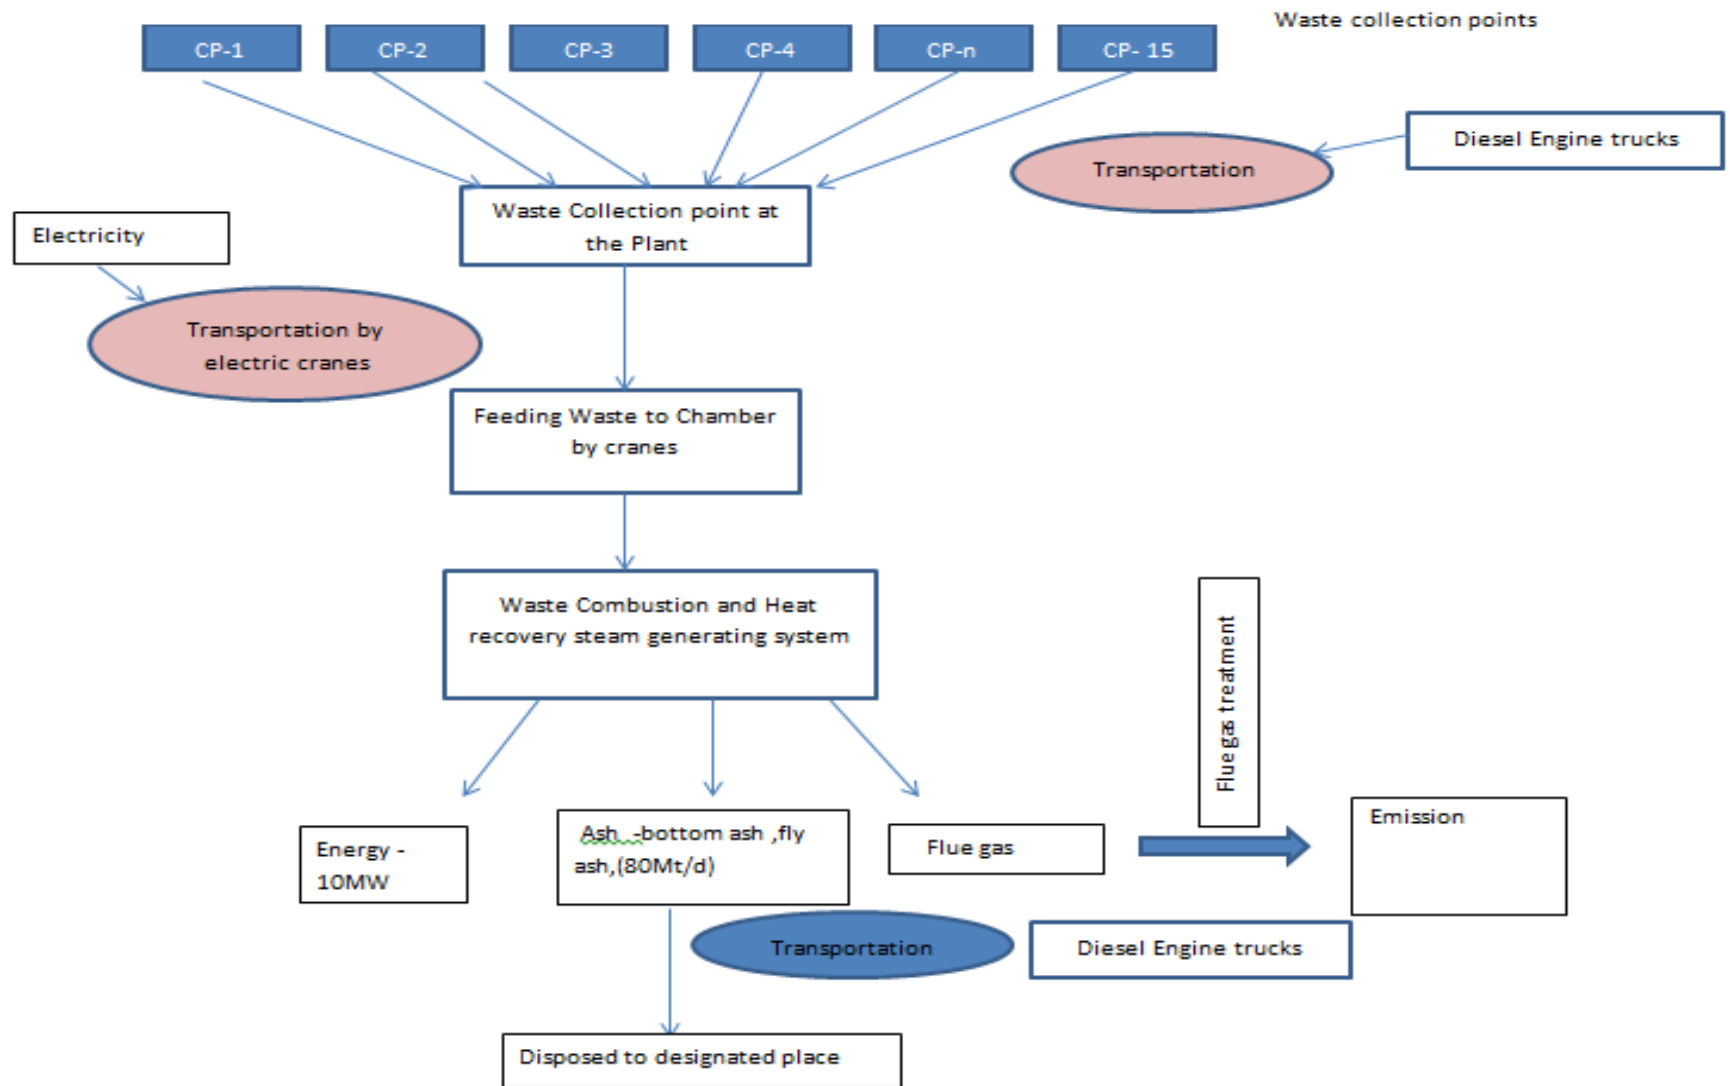 Waste collection points
CP-1
CP-2
CP-3
CP-4
CP-n
CP- 15
Diesel Engine trucks
Transportation
Waste Collection point at
the Plant
Electricity
Transportation by
electric cranes
Feeding Waste to Chamber
by cranes
Waste Combustion and Heat
recovery steam generating system
Flue gas treatment
Energy -
10MW
Ash -bottom ash ,fly
ash,(80Mt/d)
Flue gas
Emission
Transportation
Diesel Engine trucks
Disposed to designated place